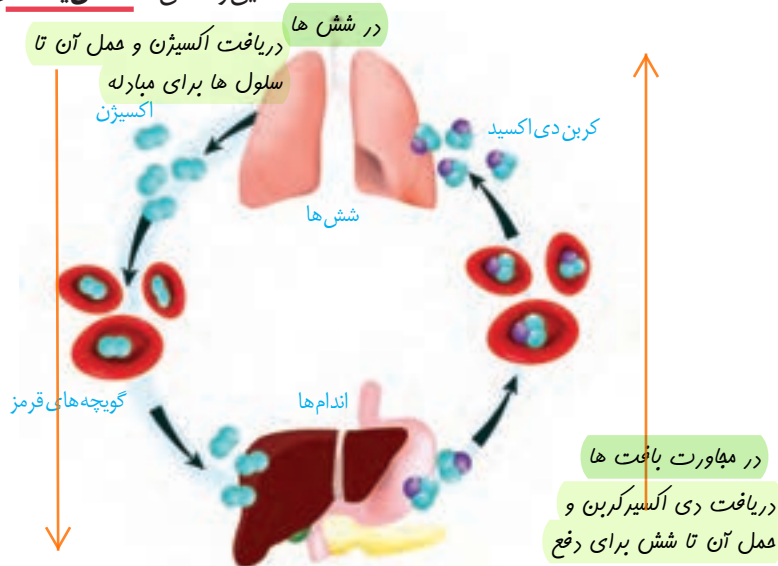 در شش ها
دریافت اکسیژن و حمل آن تا
سلول ها برای مبادله
اکسیژن
کربن دی‌اکسید
شش‌ها
گویچه‌های قرمز
اندام‌ها
در مجاورت بافت ها
دریافت دی اکسیرکربن و
حمل آن تا شش برای دفع